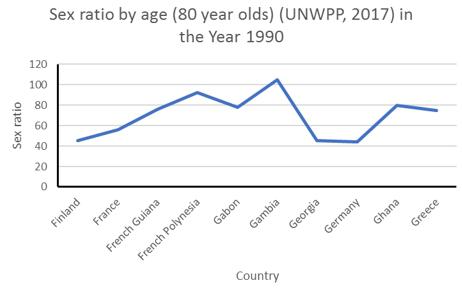 Sex ratio by age (80 year olds) (UNWPP, 2017) in
the Year 1990
120
100
80
60
40
20
0
Sex ratio
Finland
France
French Guiana
French Polynesia
Gabon
Gambia
Georgia
Germany
Ghana
Greece
Country